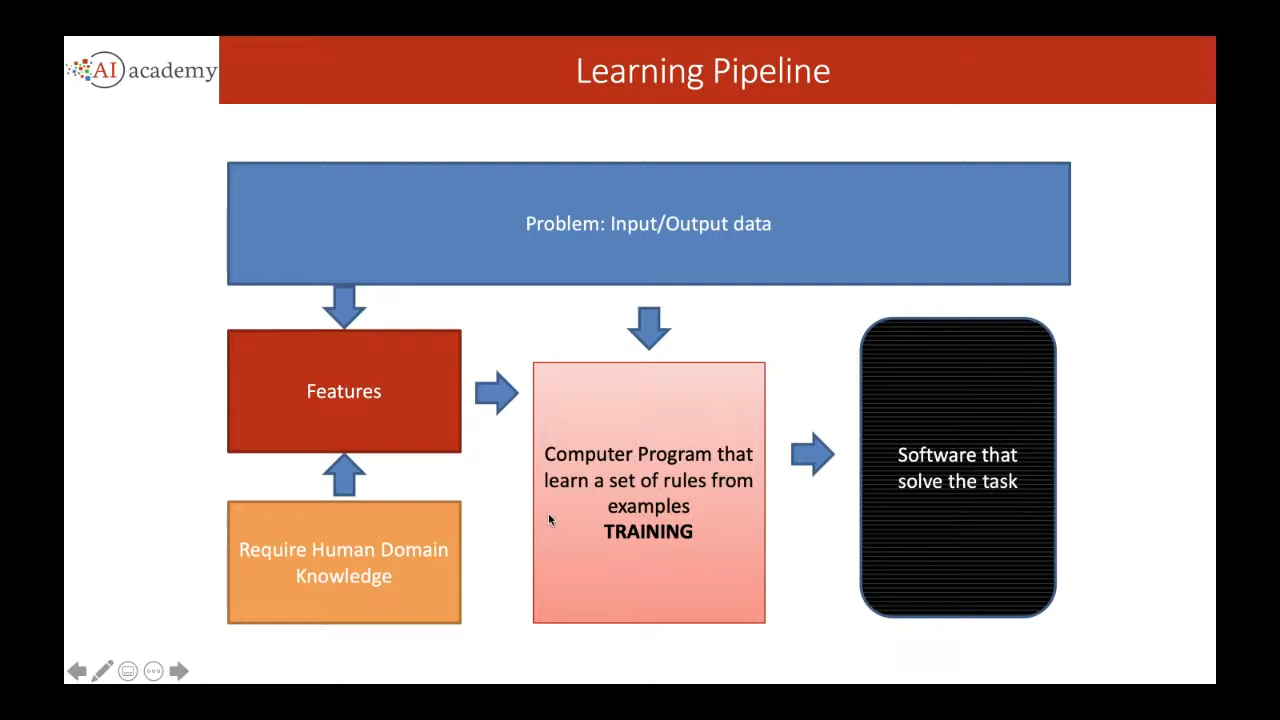 AI academy
Learning Pipeline
Problem: Input/Output data
Features
Require Human Domain
Knowledge
Computer Program that
learn a set of rules from
examples
TRAINING
Software that
solve the task